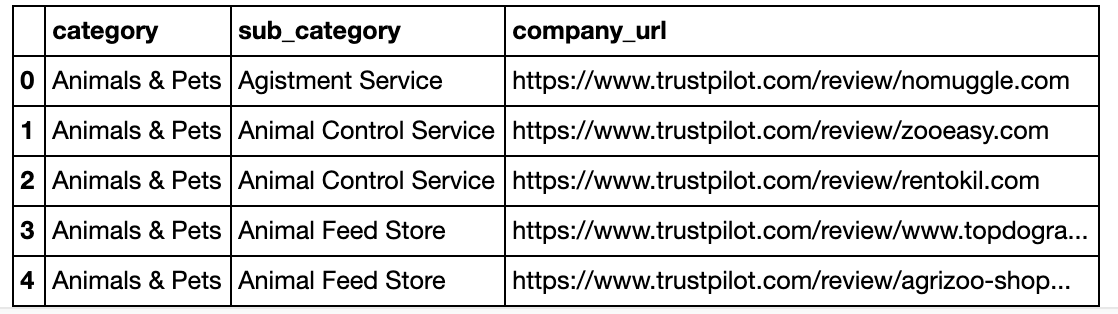 category sub_category company_url
0 Animals & Pets Agistment Service https://www.trustpilot.com/review/nomuggle.com
1 Animals & Pets Animal Control Service https://www.trustpilot.com/review/zooeasy.com
2 Animals & Pets Animal Control Service https://www.trustpilot.com/review/rentokil.com
3 Animals & Pets Animal Feed Store https://www.trustpilot.com/review/www.topdogra...
4 Animals & Pets Animal Feed Store https://www.trustpilot.com/review/agrizoo-shop...